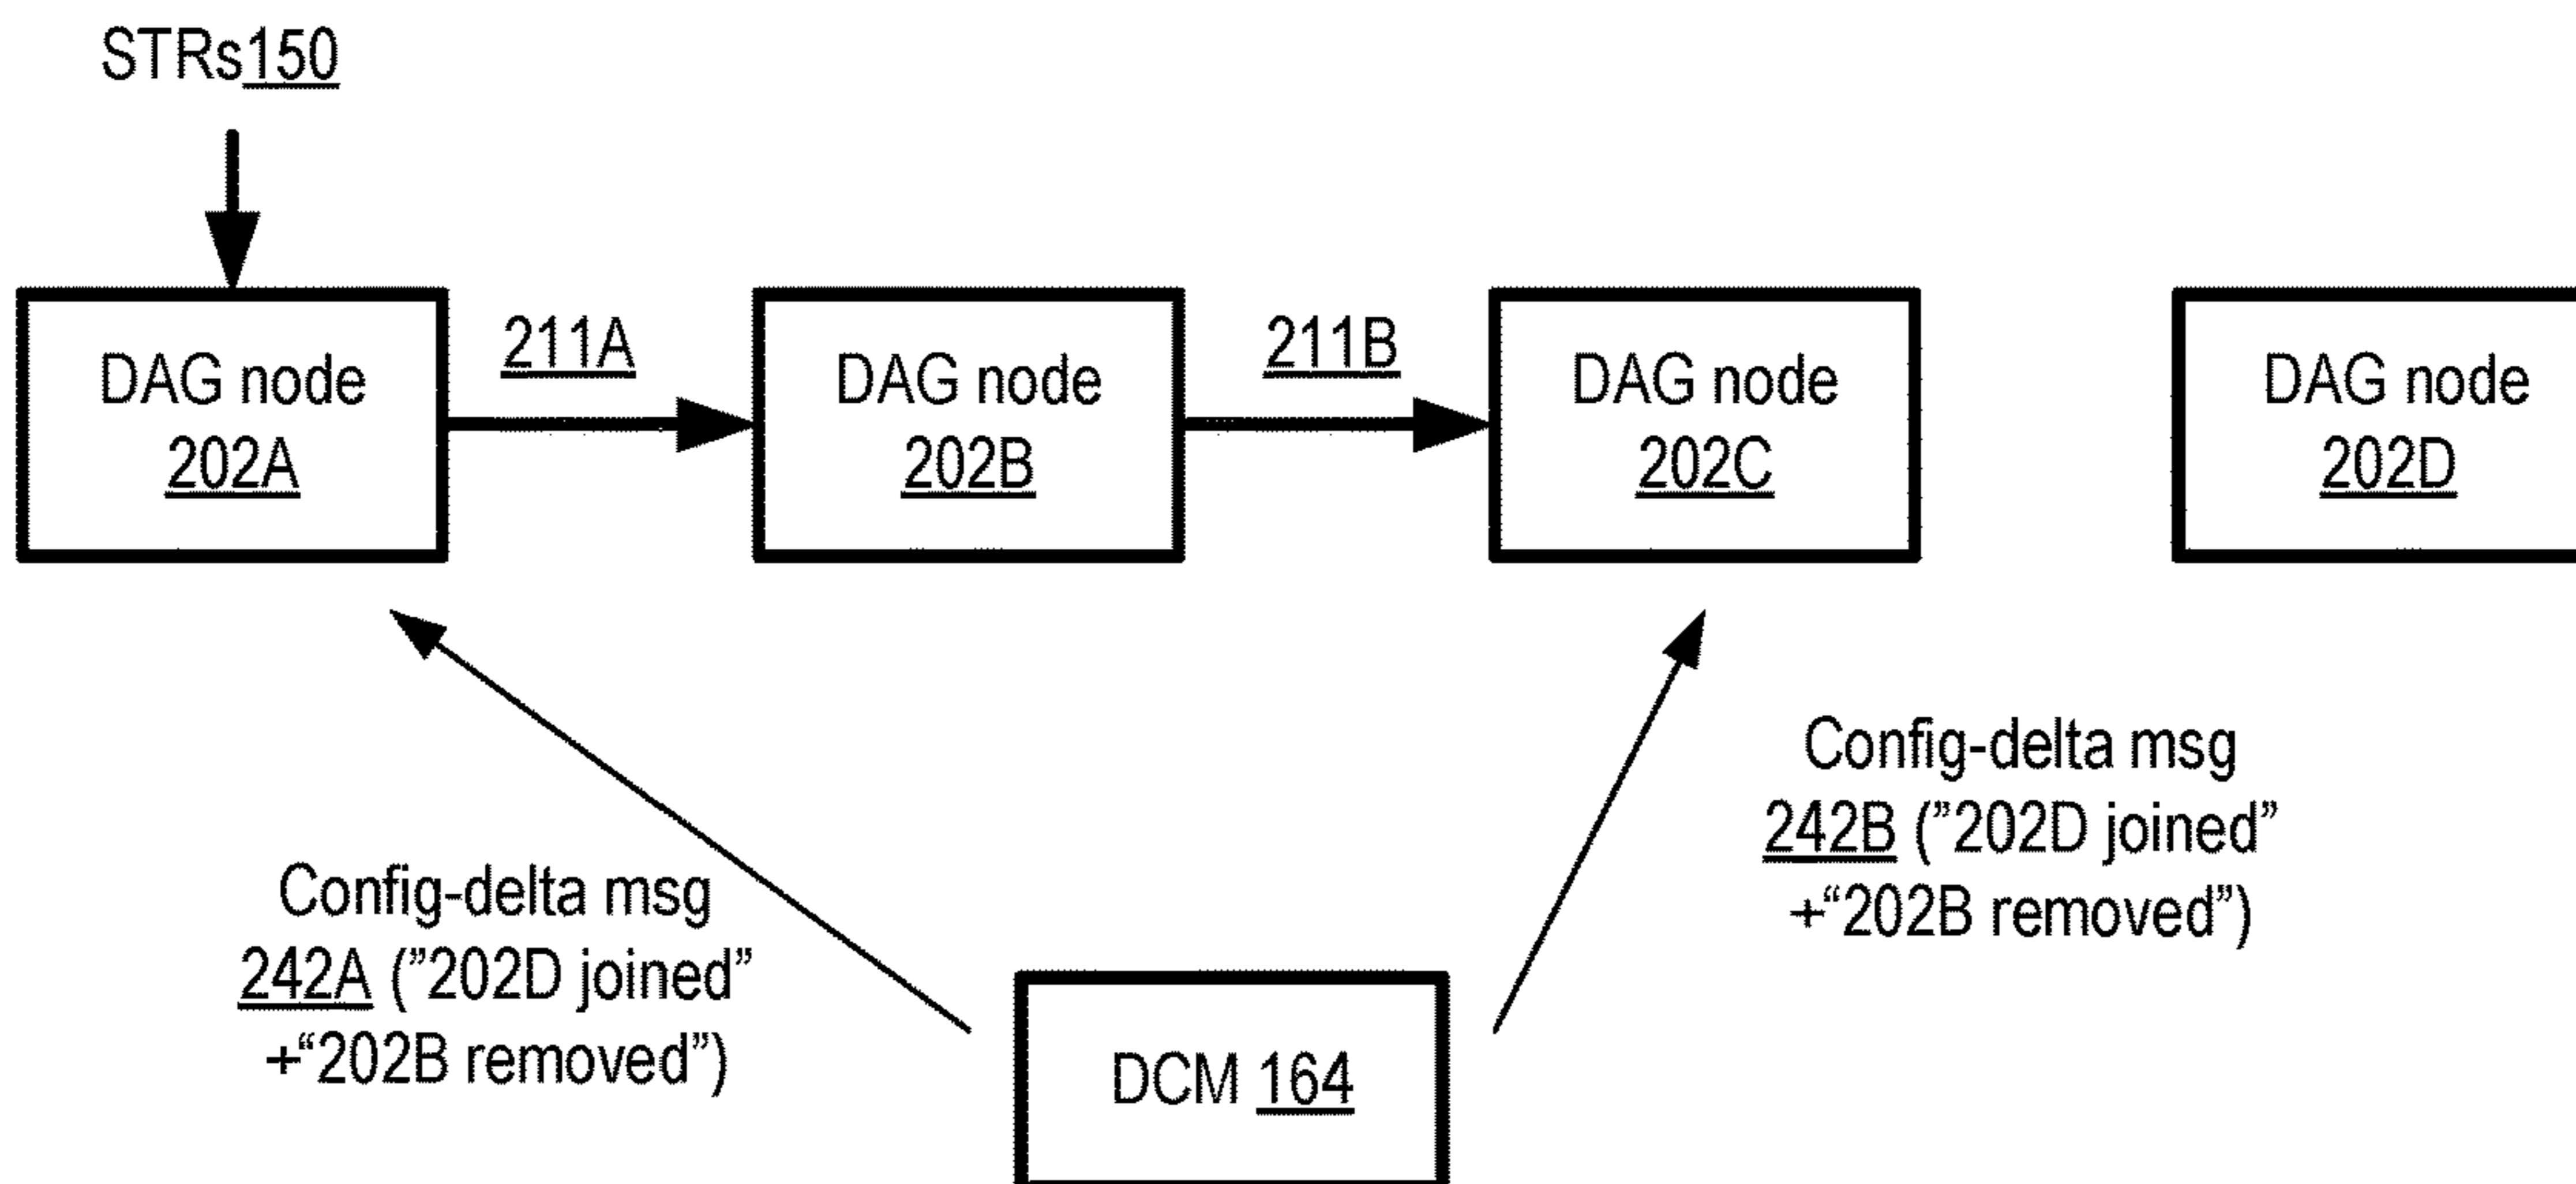 STRs150
211A
211B
DAG node
202A
DAG node
202B
DAG node
202C
DAG node
202D
Config-delta msg
242B (”202D joined”
+“202B removed”)
Config-delta msg
242A (”202D joined”
+“202B removed”)
DCM 164